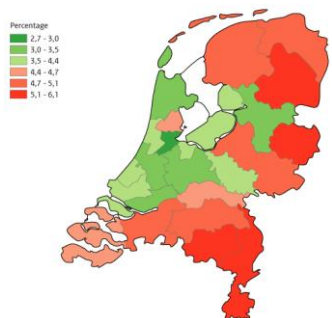 Percentage
2,7 - 3,0
3,0 - 3,5
3,5 - 4,4
4,4 - 4,7
4,7 - 5,1
5,1 - 6,1